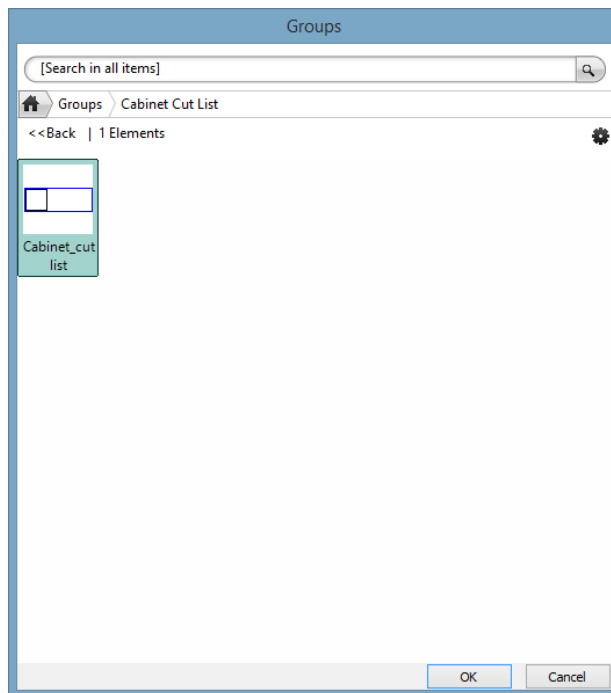 Groups
[Search in all items]
Groups Cabinet Cut List
<<Back | 1 Elements
Cabinet_cut
list
OK Cancel